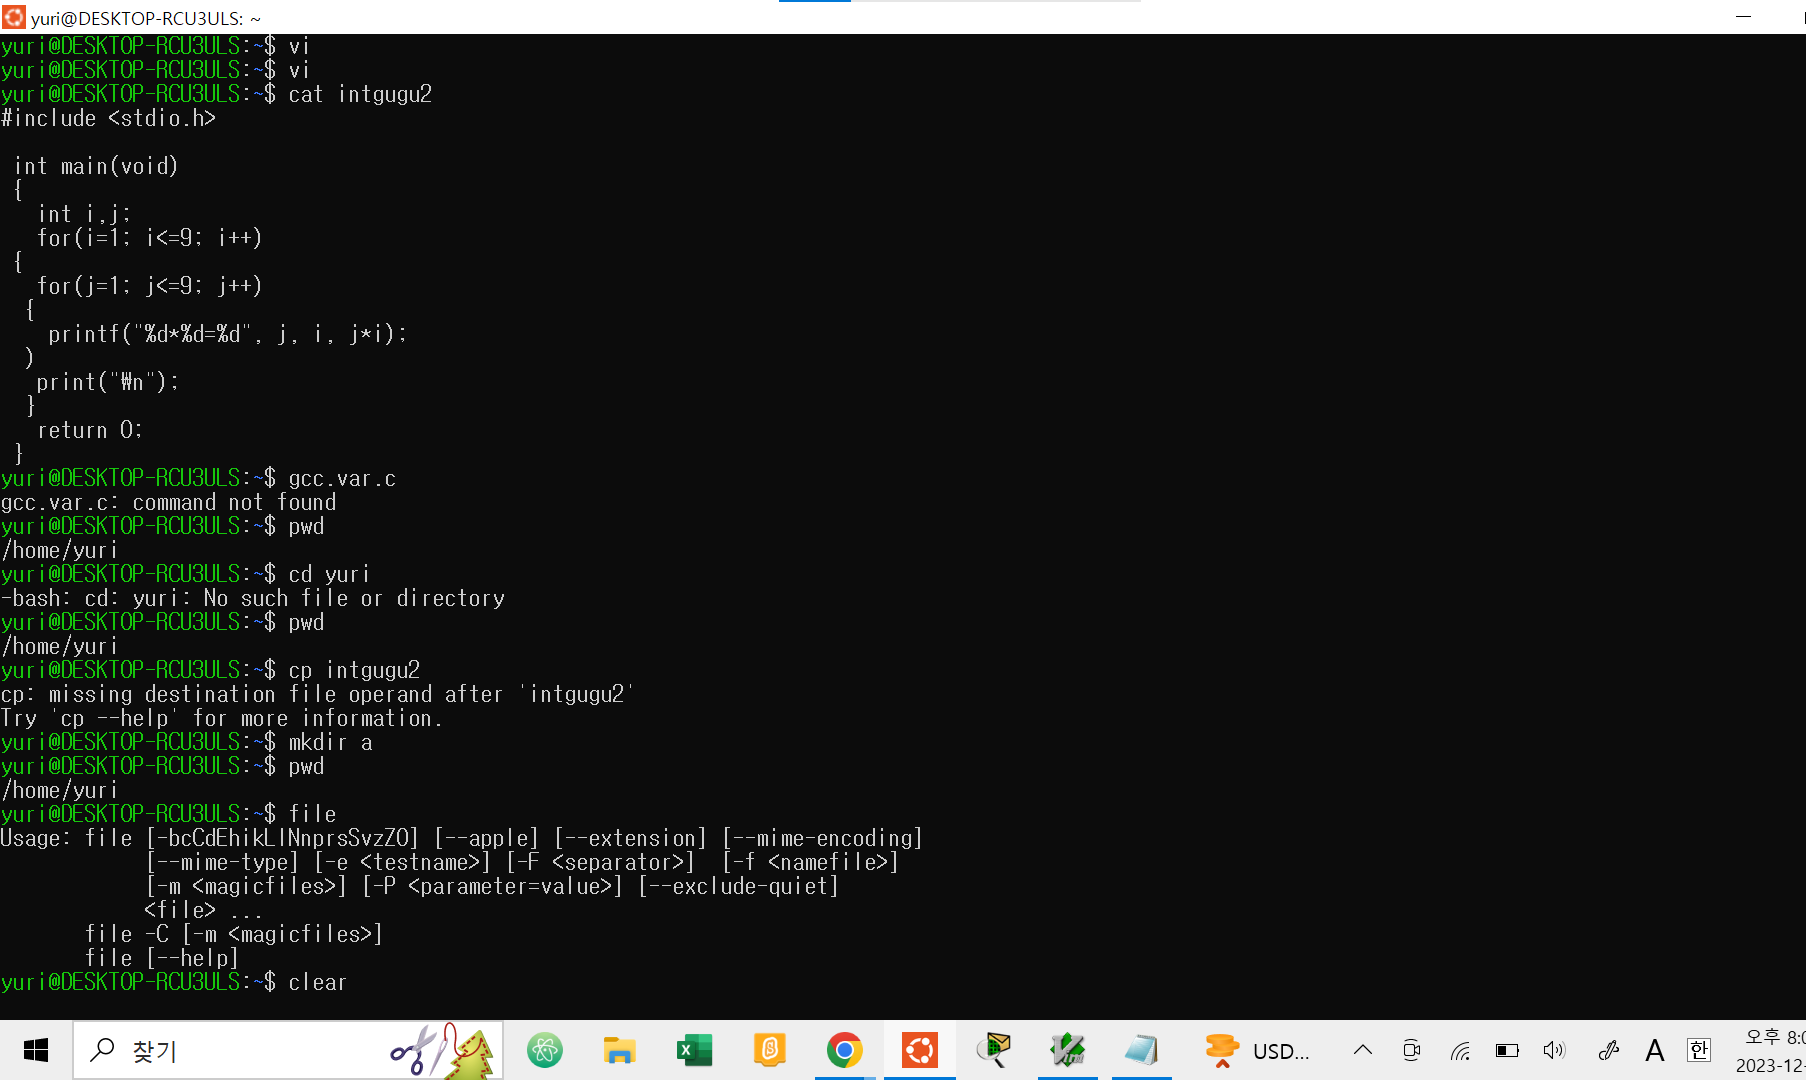 yuri@DESKTOP-RCU3ULS: ~
yuri@DESKTOP-RCU3ULS:~$ vi
yuri@DESKTOP-RCU3ULS:~$ vi
yuri@DESKTOP-RCU3ULS:~$ cat intgugu2
#include <stdio.h>
int main(void)
{
int i,j;
for(i=1; i<=9; i++)
{
for(j=1; j<=9; j++)
{
printf("%d*%d=%d", j, i, j*i);
)
print("₩n");
}
return 0;
}
yuri@DESKTOP-RCU3ULS:~$ gcc.var.c
gcc.var.c: command not found
yuri@DESKTOP-RCU3ULS:~$ pwd
/home/yuri
yuri@DESKTOP-RCU3ULS:~$ cd yuri
-bash: cd: yuri: No such file or directory
yuri@DESKTOP-RCU3ULS:~$ pwd
/home/yuri
yuri@DESKTOP-RCU3ULS:~$ cp intgugu2
cp: missing destination file operand after 'intgugu2'
Try 'cp --help' for more information.
yuri@DESKTOP-RCU3ULS:~$ mkdir a
yuri@DESKTOP-RCU3ULS:~$ pwd
/home/yuri
yuri@DESKTOP-RCU3ULS:~$ file
Usage: file [-bcCdEhikLlNnprsSvzZ0] [--apple] [--extension] [--mime-encoding]
[--mime-type] [-e <testname>] [-F <separator>]  [-f <namefile>]
[-m <magicfiles>] [-P <parameter=value>] [--exclude-quiet]
<file> ...
file -C [-m <magicfiles>]
file [--help]
yuri@DESKTOP-RCU3ULS:~$ clear
찾기
USD...
A
한
오후 8:0
2023-12-